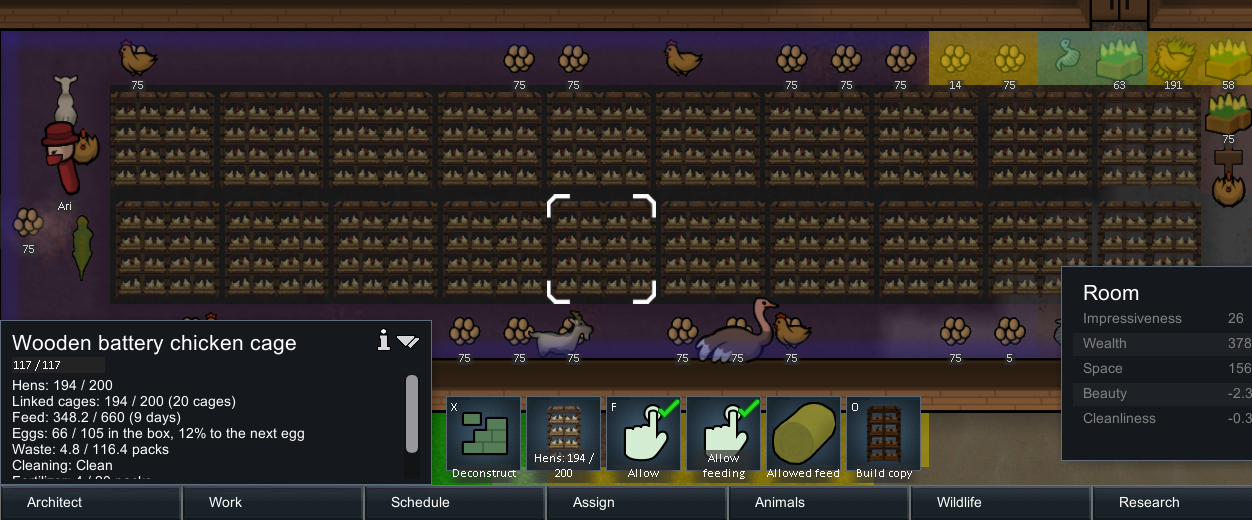 75
75
75
75
75
75
14
75
63
191
58
75
Ari
75
75
75
75
75
75
75
75
5
Room
Impressiveness 26
Wealth 378
Space 156
Beauty -2.3
Cleanliness -0.3
Wooden battery chicken cage
117 / 117
Hens: 194 / 200
Linked cages: 194 / 200 (20 cages)
Feed: 348.2 / 660 (9 days)
Eggs: 66 / 105 in the box, 12% to the next egg
Waste: 4.8 / 116.4 packs
Cleaning: Clean
X
Deconstruct
Hens: 194 /
200
F
Allow
Allow
feeding
Allowed feed
O
Build copy
Architect
Work
Schedule
Assign
Animals
Wildlife
Research